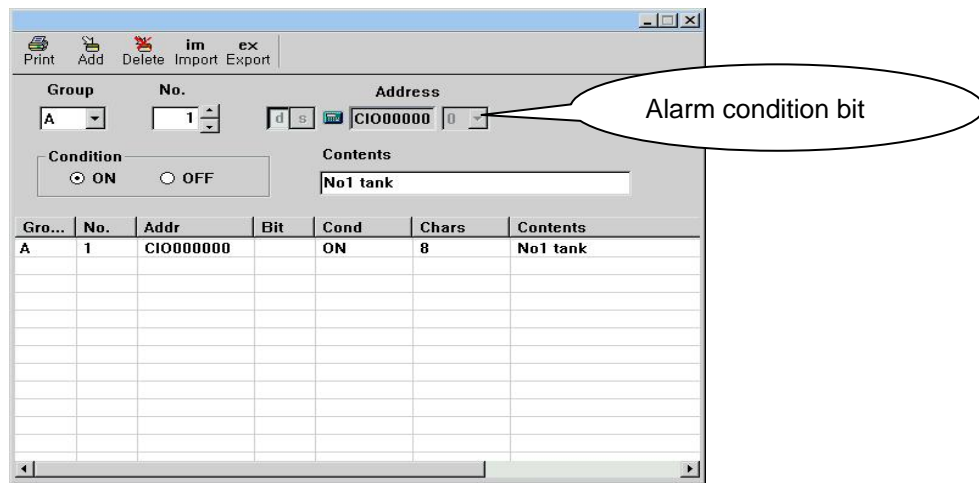 im ex
Print Add Delete Import Export
Group No. Address
A 1 d s CIO00000 0
Alarm condition bit
Condition Contents
ON OFF
No1 tank
Gro... No. Addr Bit Cond Chars Contents
A 1 CIO000000 ON 8 No1 tank